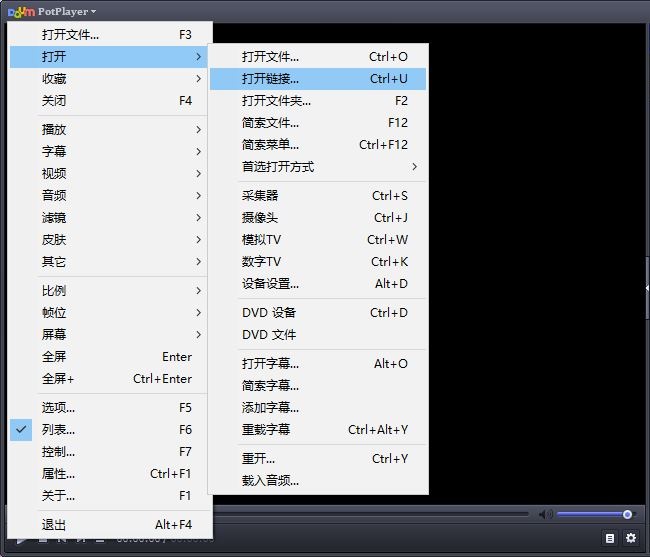 Daum PotPlayer
打开文件... F3
打开
收藏
关闭 F4
播放
字幕
视频
音频
滤镜
皮肤
其它
比例
帧位
屏幕
全屏 Enter
全屏+ Ctrl+Enter
选项... F5
列表... F6
控制... F7
属性... Ctrl+F1
关于... F1
退出 Alt+F4
打开文件... Ctrl+O
打开链接... Ctrl+U
打开文件夹... F2
简索文件... F12
简索菜单... Ctrl+F12
首选打开方式
采集器 Ctrl+S
摄像头 Ctrl+J
模拟TV Ctrl+W
数字TV Ctrl+K
设备设置... Alt+D
DVD 设备 Ctrl+D
DVD 文件
打开字幕... Alt+O
简索字幕...
添加字幕...
重载字幕 Ctrl+Alt+Y
重开... Ctrl+Y
载入音频...